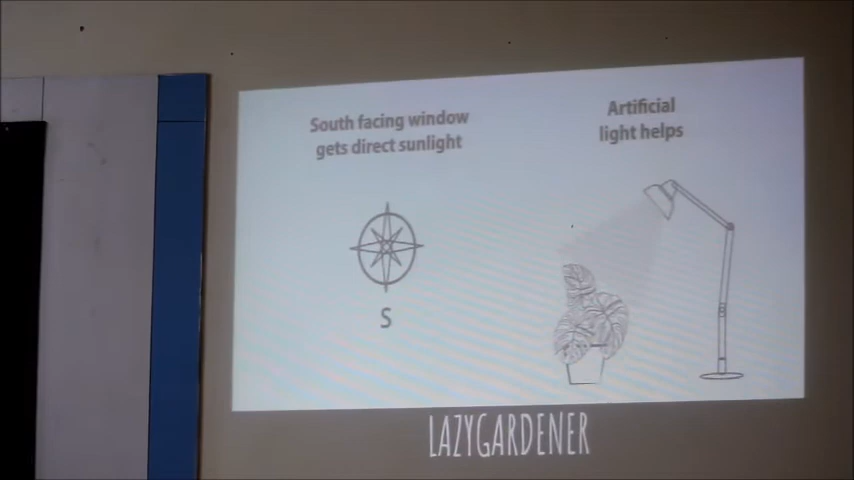 South facing window
gets direct sunlight
Artificial
light helps
S
LAZYGARDENER